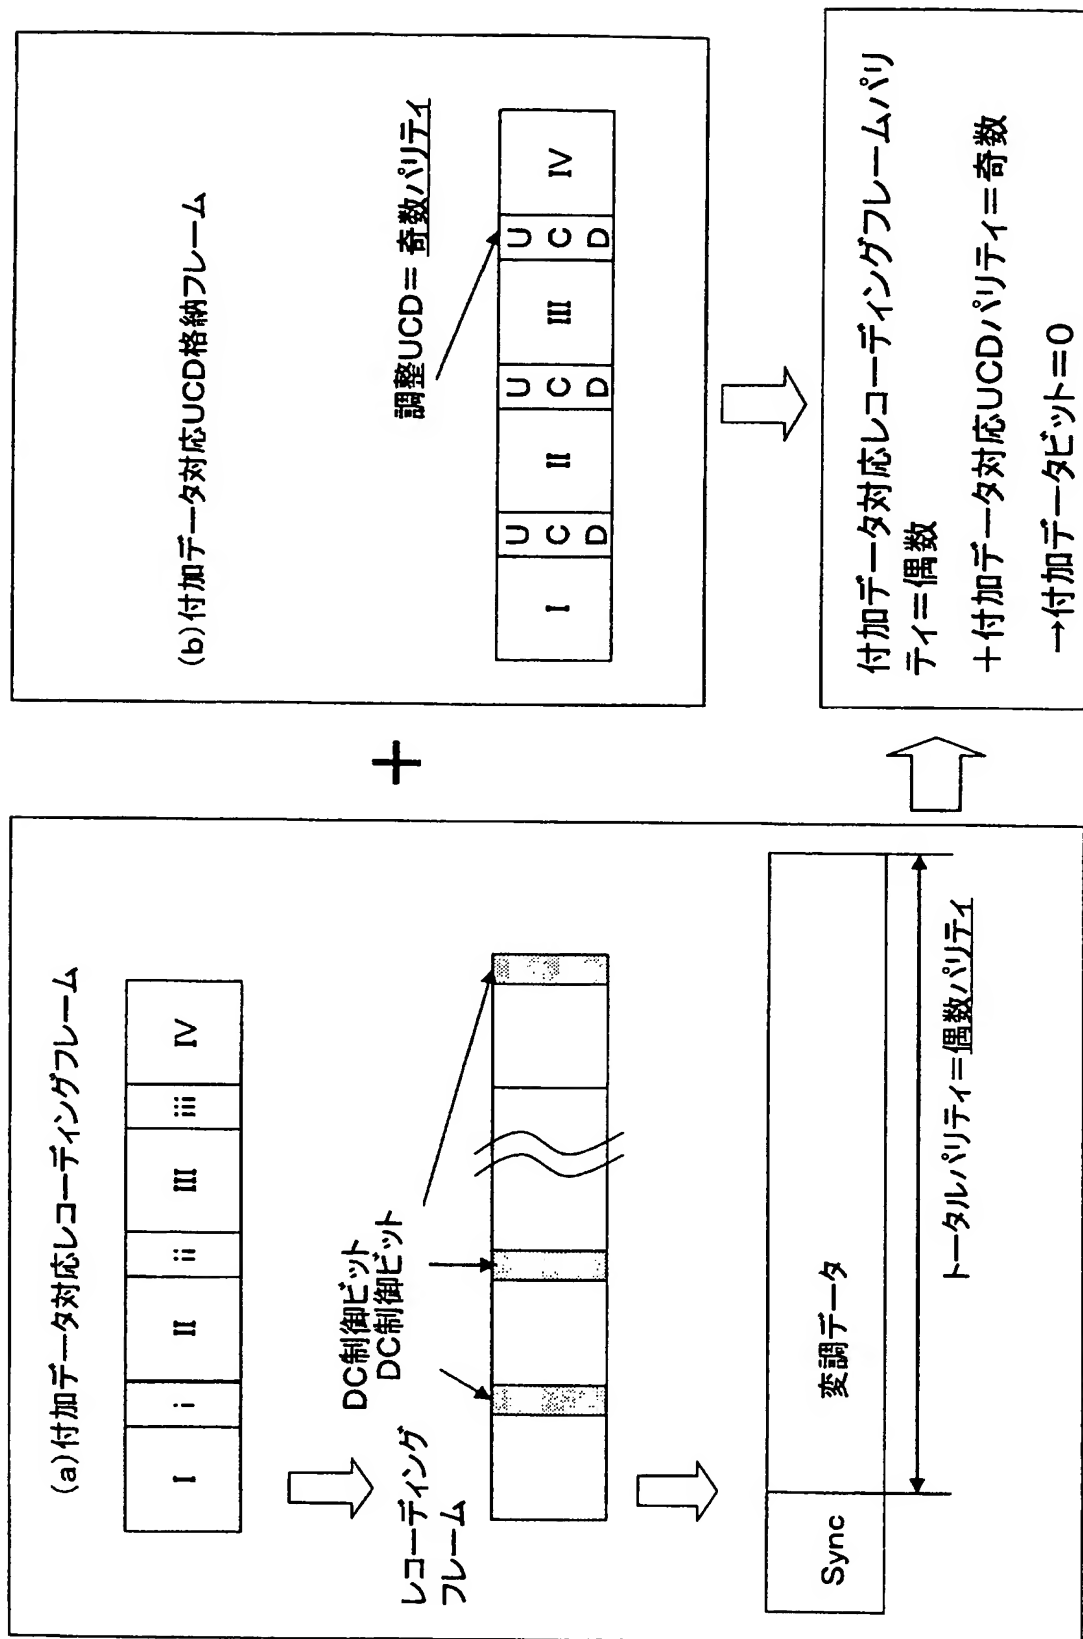 (a)付加データ対応レコーディングフレーム
I i II ii III iii IV
レコーディング
フレーム
DC制御ビット
DC制御ビット
Sync 変調データ
トータルパリティ=偶数パリティ
+
(b)付加データ対応UCD格納フレーム
調整UCD=奇数パリティ
I UCD II UCD III UCD IV
付加データ対応レコーディングフレームパリ
ティ=偶数
+付加データ対応UCDパリティ=奇数
→付加データビット=0